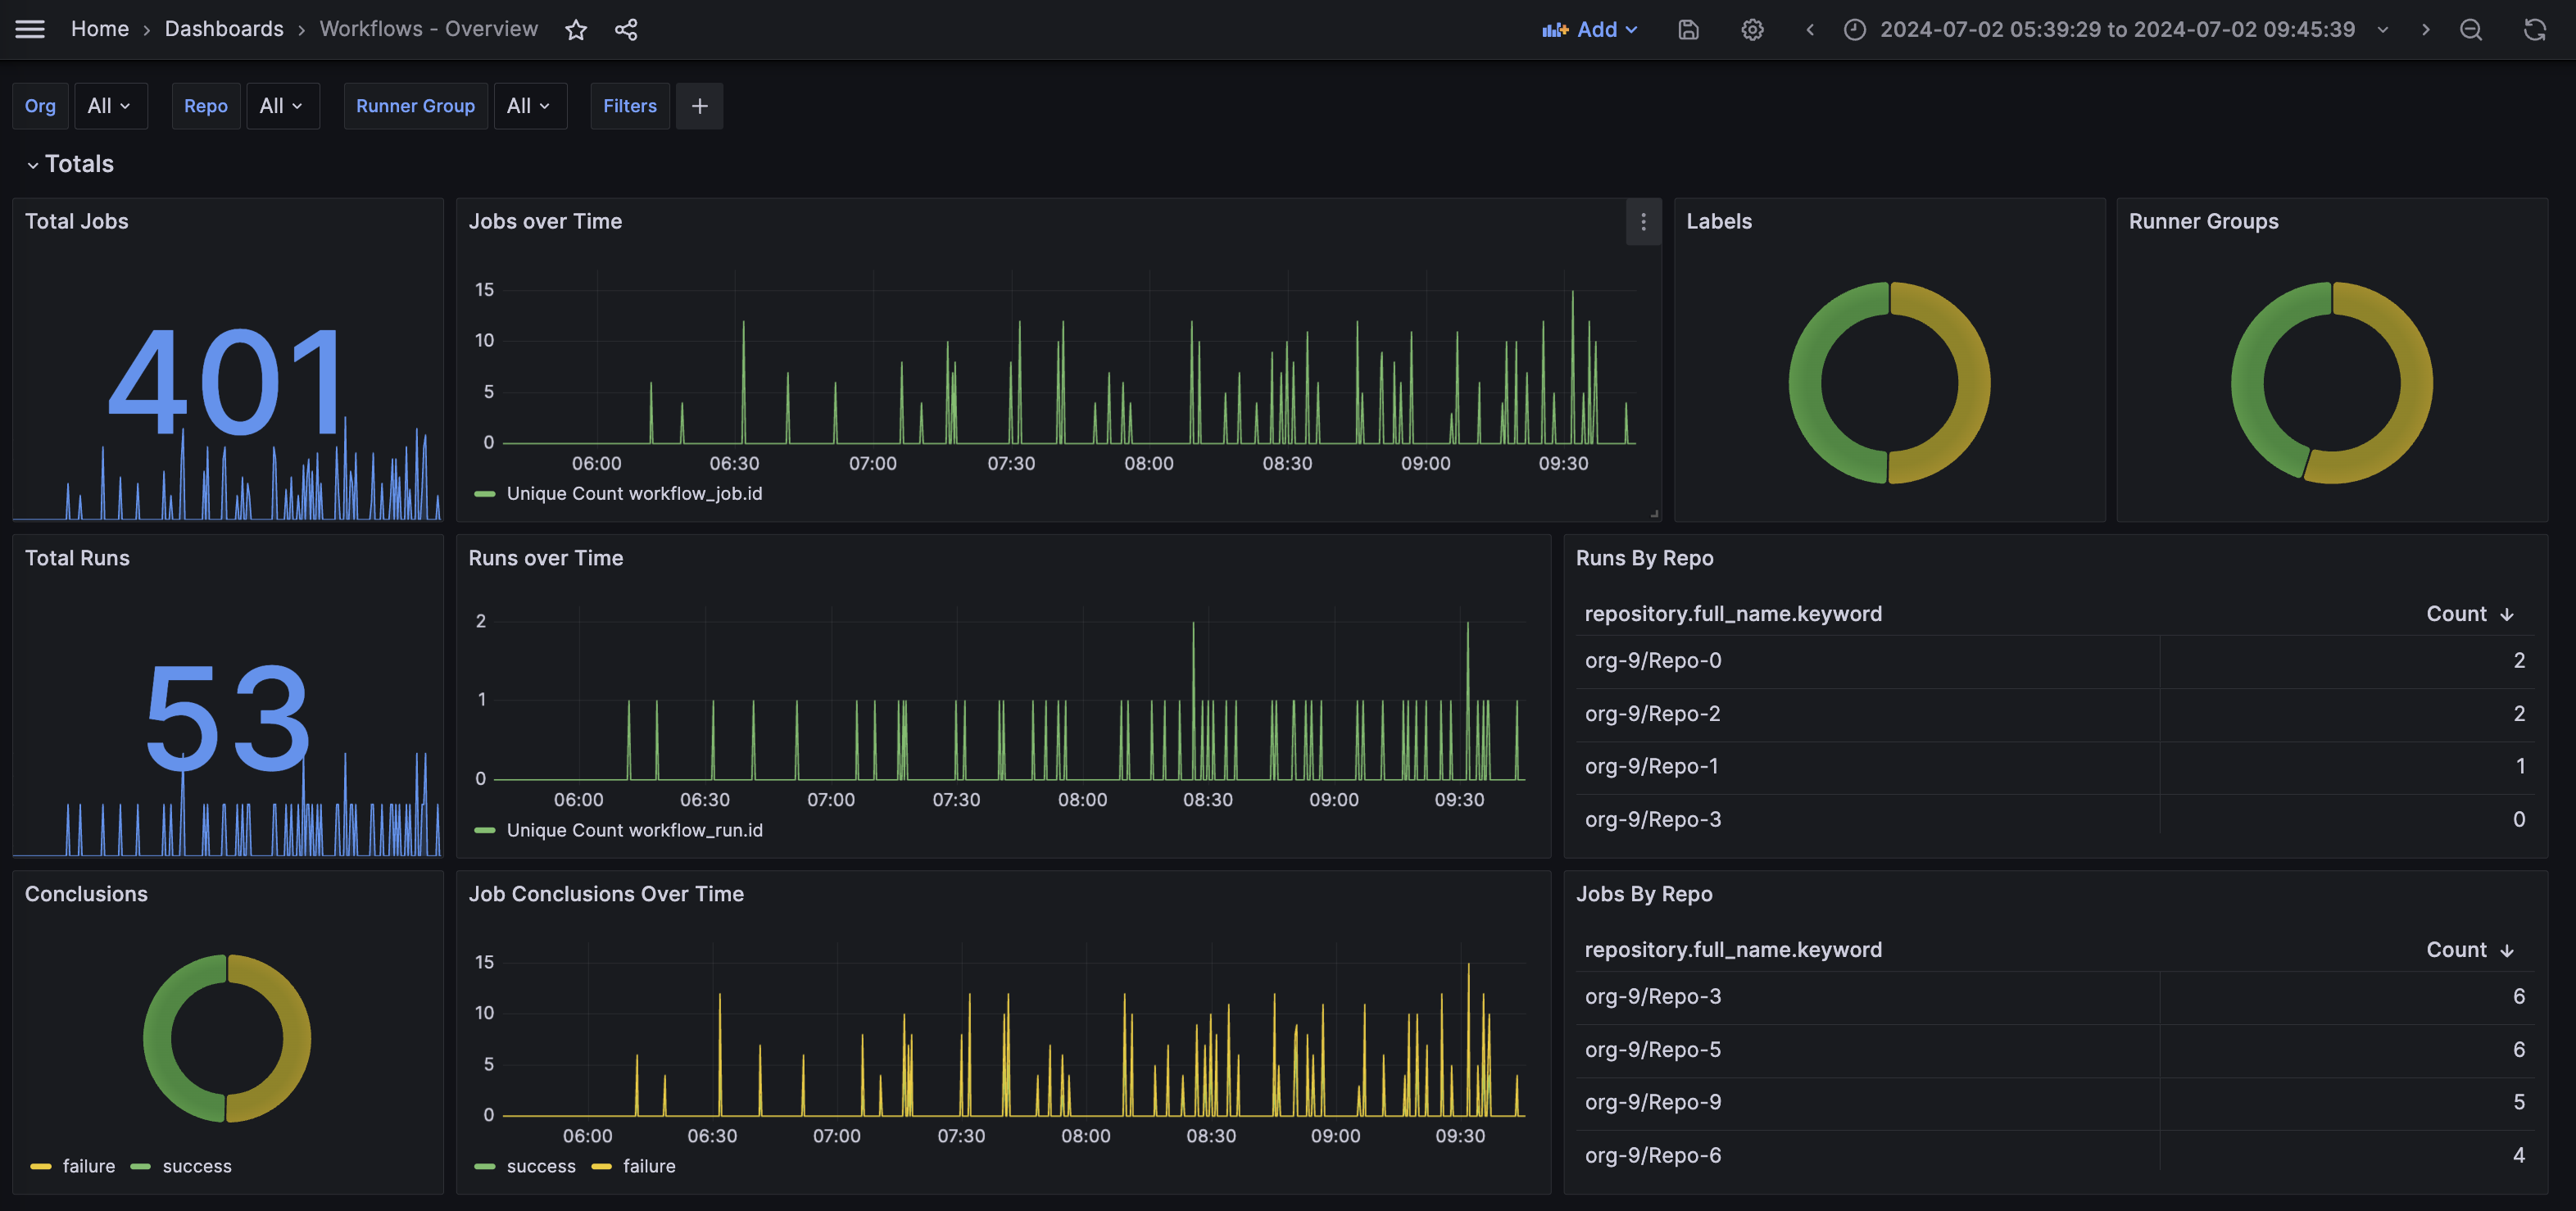 Home › Dashboards › Workflows - Overview
Add
2024-07-02 05:39:29 to 2024-07-02 09:45:39
Org All Repo All Runner Group All Filters +
Totals
Total Jobs
401
Jobs over Time
15
10
5
0
06:00 06:30 07:00 07:30 08:00 08:30 09:00 09:30
Unique Count workflow_job.id
Labels
Runner Groups
Total Runs
53
Runs over Time
2
1
0
06:00 06:30 07:00 07:30 08:00 08:30 09:00 09:30
Unique Count workflow_run.id
Runs By Repo
repository.full_name.keyword Count
org-9/Repo-0 2
org-9/Repo-2 2
org-9/Repo-1 1
org-9/Repo-3 0
Conclusions
failure success
Job Conclusions Over Time
15
10
5
0
06:00 06:30 07:00 07:30 08:00 08:30 09:00 09:30
success failure
Jobs By Repo
repository.full_name.keyword Count
org-9/Repo-3 6
org-9/Repo-5 6
org-9/Repo-9 5
org-9/Repo-6 4